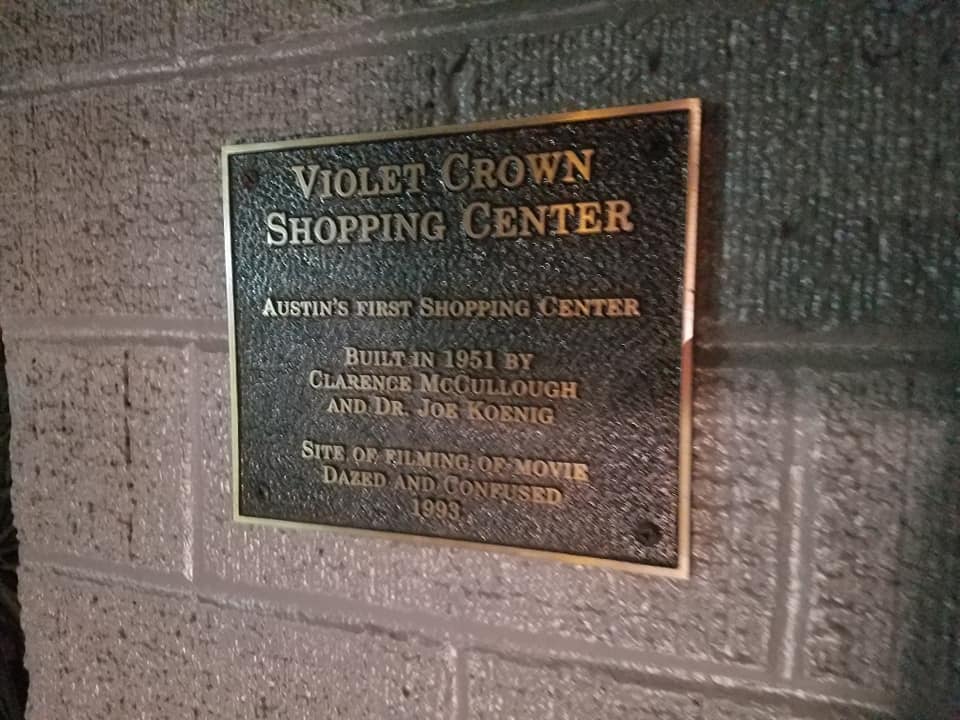 Violet Crown
Shopping Center
Austin's first Shopping Center
Built in 1951 by
Clarence McCullough
and Dr. Joe Koenig
Site of filming of movie
Dazed and Confused
1993